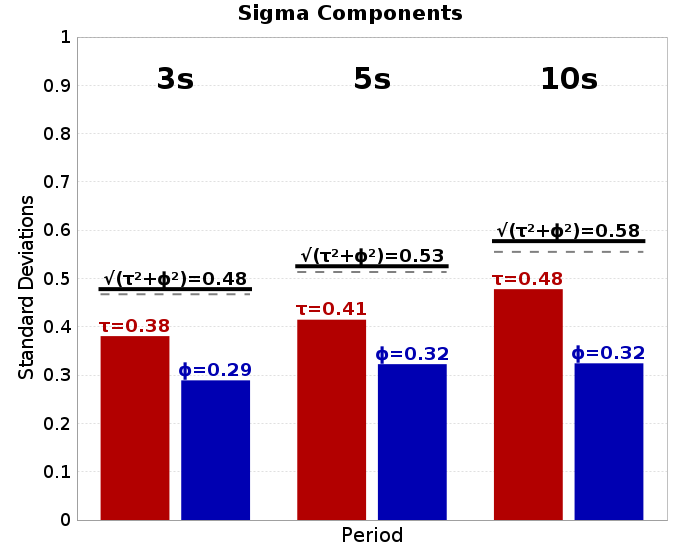 Sigma Components
1
0.9
0.8
0.7
0.6
0.5
0.4
0.3
0.2
0.1
0
Standard Deviations
3s
5s
10s
√(τ²+ϕ²)=0.48
τ=0.38
ϕ=0.29
√(τ²+ϕ²)=0.53
τ=0.41
ϕ=0.32
√(τ²+ϕ²)=0.58
τ=0.48
ϕ=0.32
Period